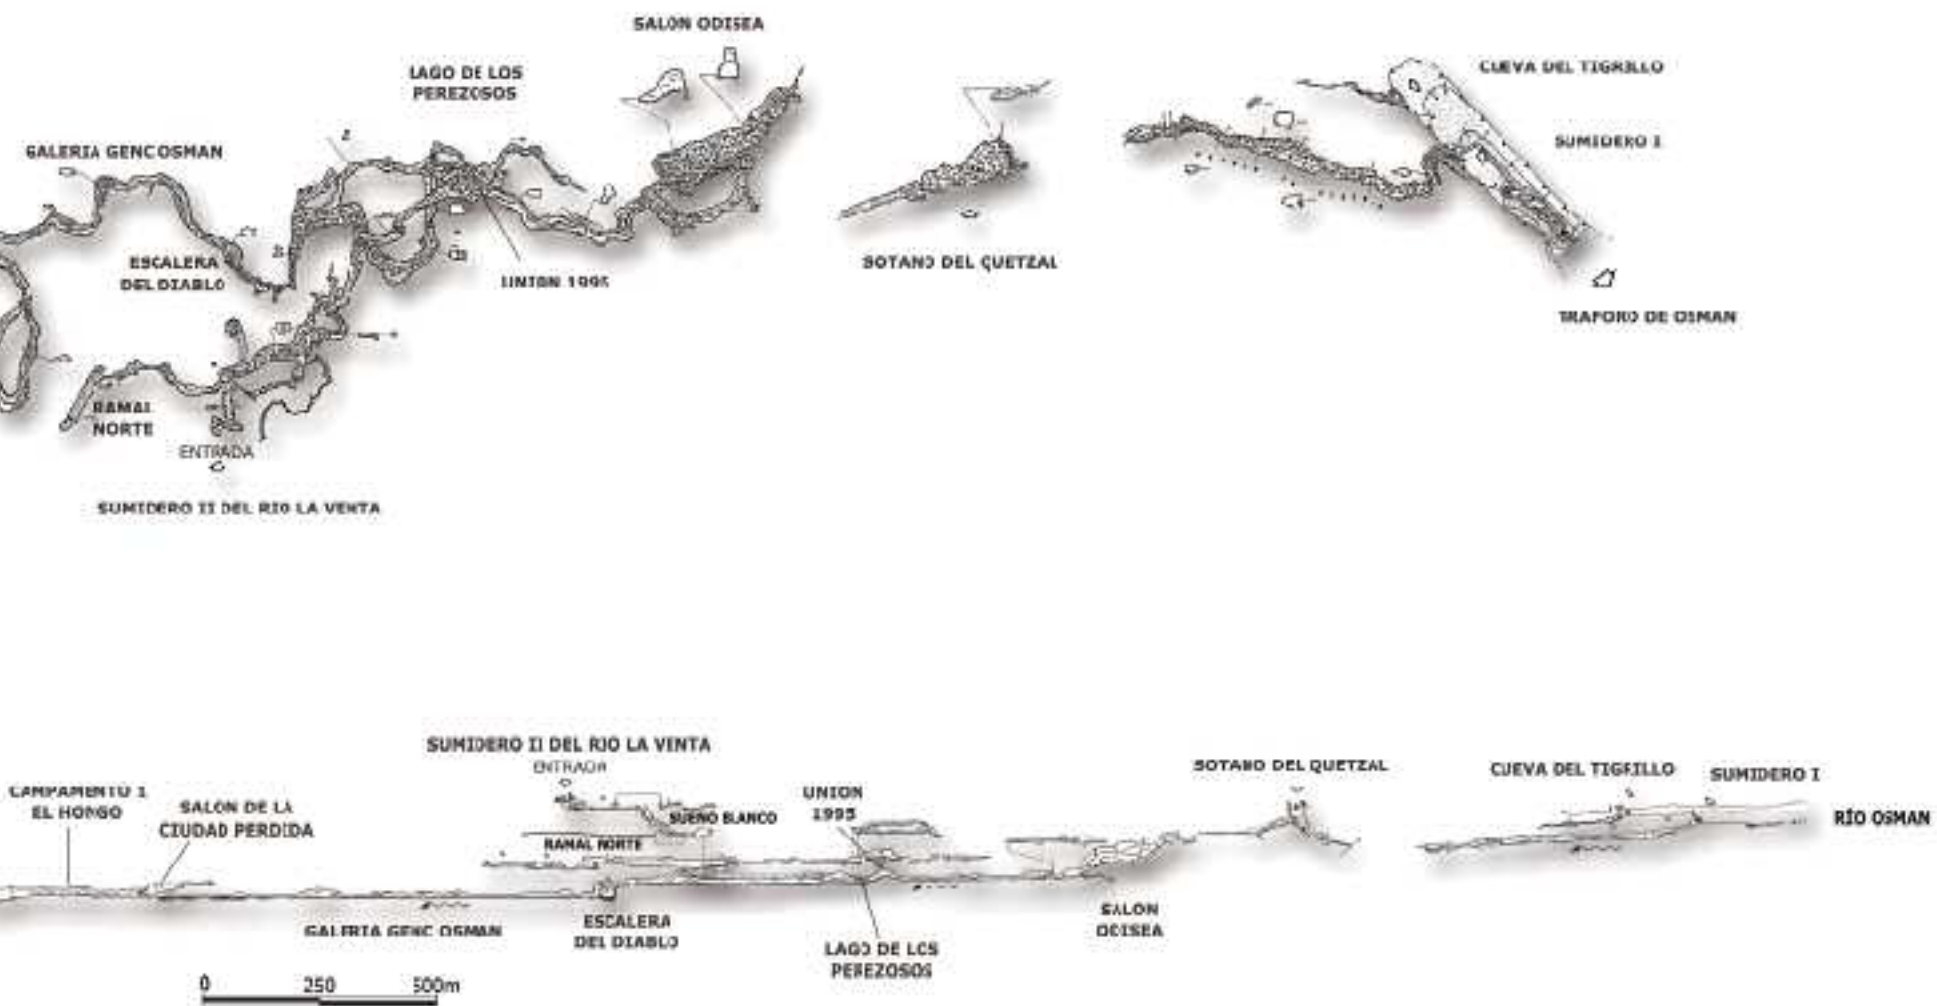 SALON ODISEA
LAGO DE LOS
PEREZOSOS
CUEVA DEL TIGRILLO
SUMIDERO I
GALERIA GENC OSMAN
ESCALERA
DEL DIABLO
UNION 1995
SOTANO DEL QUETZAL
TRAFORO DE OSMAN
RAMAL
NORTE
ENTRADA
SUMIDERO II DEL RIO LA VENTA
SUMIDERO II DEL RIO LA VENTA
ENTRADA
CAMPAMENTO 1
EL HONGO
SALON DE LA
CIUDAD PERDIDA
SUEÑO BLANCO
RAMAL NORTE
UNION
1995
SOTANO DEL QUETZAL
CUEVA DEL TIGRILLO
SUMIDERO I
RÍO OSMAN
GALERIA GENC OSMAN
ESCALERA
DEL DIABLO
SALON
ODISEA
LAGO DE LOS
PEREZOSOS
0 250 500m